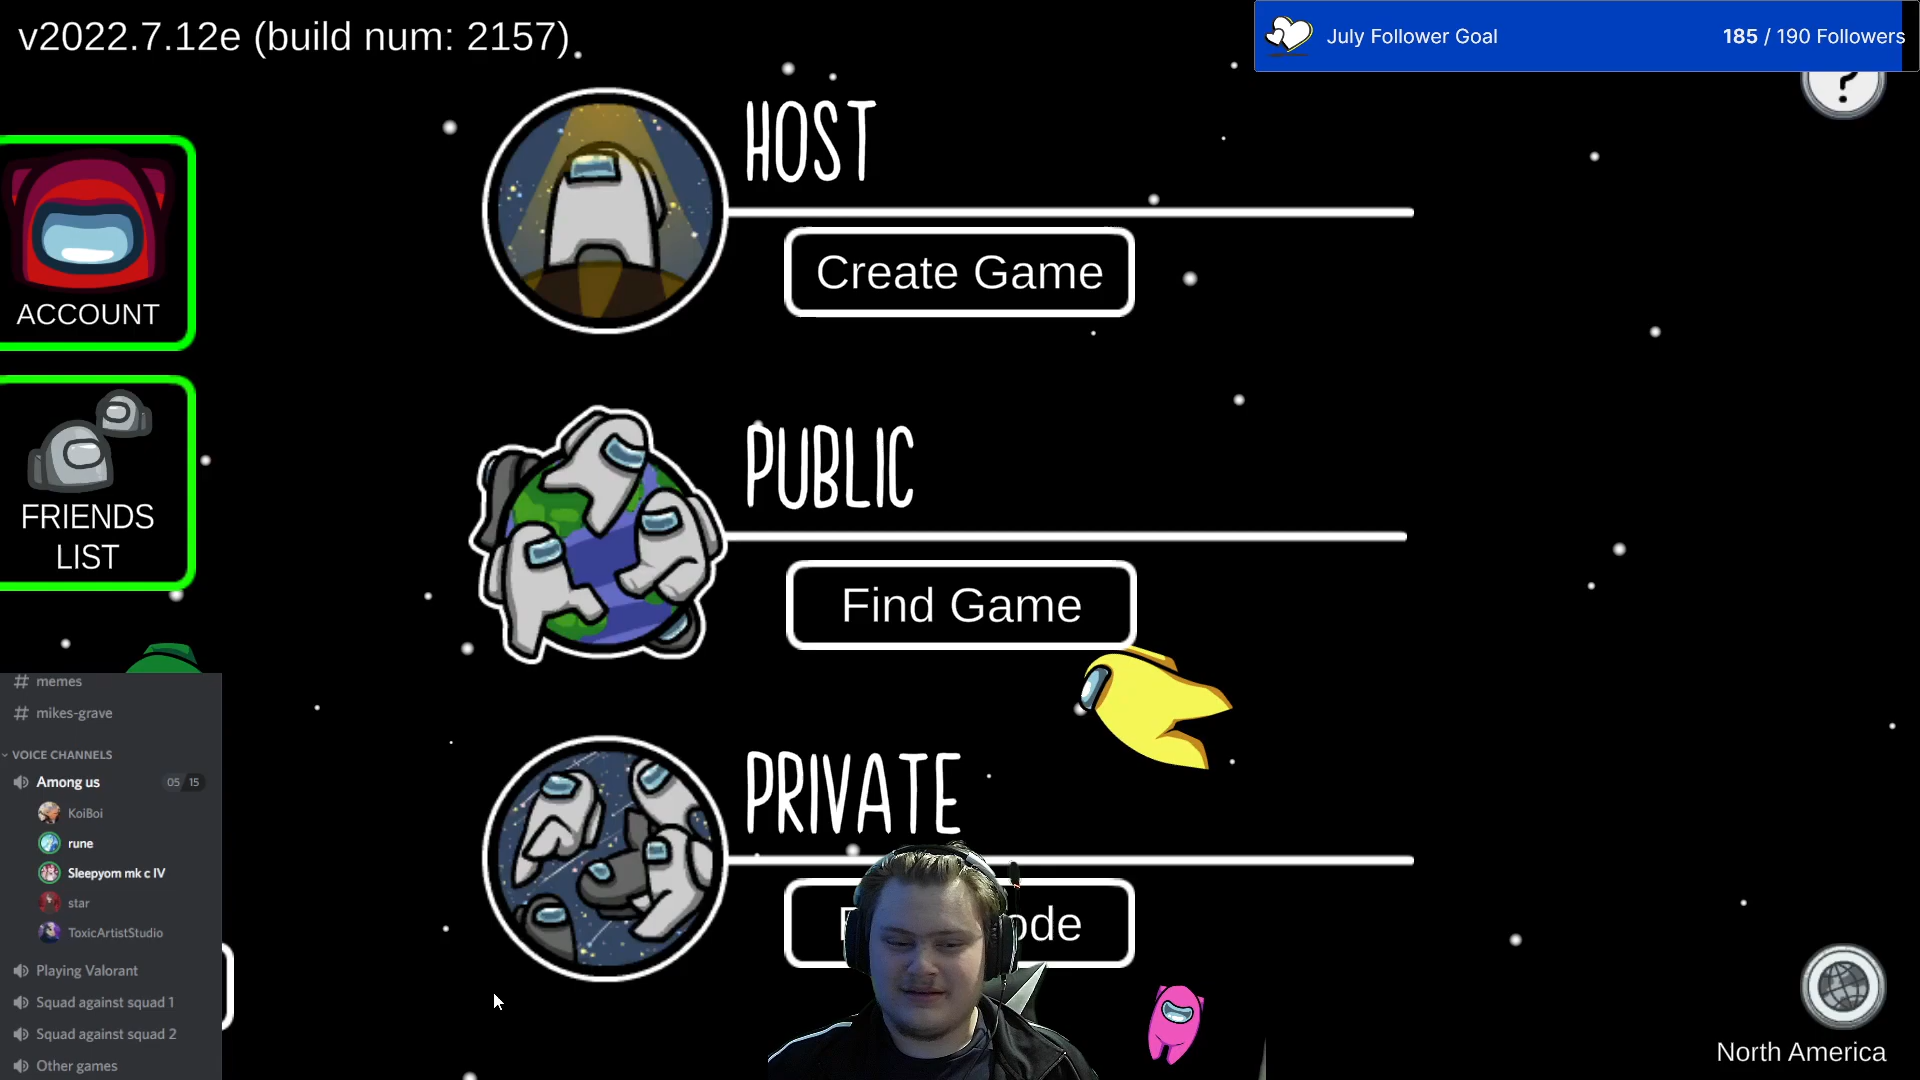 v2022.7.12e (build num: 2157)
July Follower Goal
185 / 190 Followers
?
HOST
Create Game
ACCOUNT
PUBLIC
Find Game
FRIENDS
LIST
# memes
# mikes-grave
VOICE CHANNELS
Among us 05 15
KoiBoi
rune
Sleepyom mk c IV
star
ToxicArtistStudio
Playing Valorant
Squad against squad 1
Squad against squad 2
Other games
PRIVATE
North America